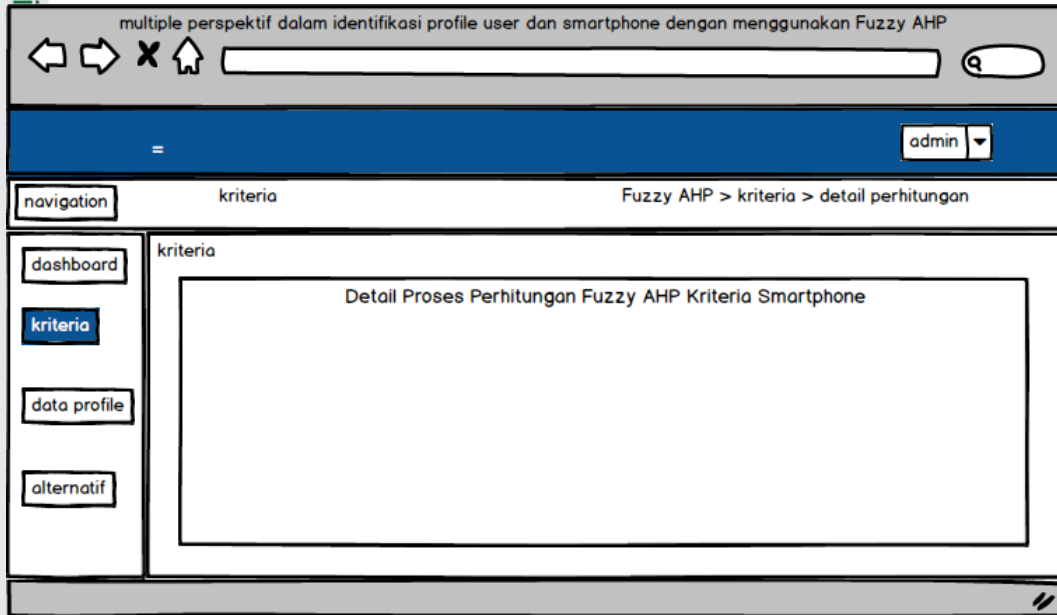 multiple perspektif dalam identifikasi profile user dan smartphone dengan menggunakan Fuzzy AHP
=
admin
navigation
kriteria
Fuzzy AHP > kriteria > detail perhitungan
dashboard
kriteria
data profile
alternatif
kriteria
Detail Proses Perhitungan Fuzzy AHP Kriteria Smartphone